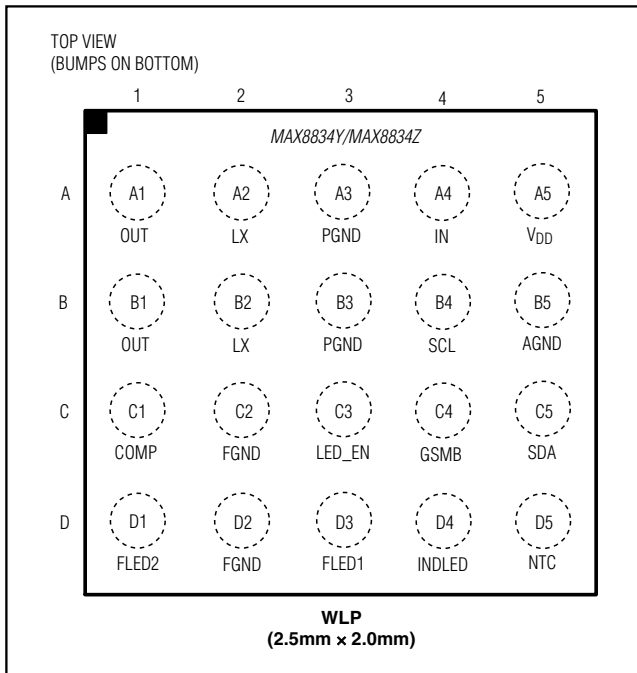 TOP VIEW
(BUMPS ON BOTTOM)
1 2 3 4 5
MAX8834Y/MAX8834Z
A A1 A2 A3 A4 A5
OUT LX PGND IN VDD
B B1 B2 B3 B4 B5
OUT LX PGND SCL AGND
C C1 C2 C3 C4 C5
COMP FGND LED_EN GSMB SDA
D D1 D2 D3 D4 D5
FLED2 FGND FLED1 INDLED NTC
WLP
(2.5mm × 2.0mm)